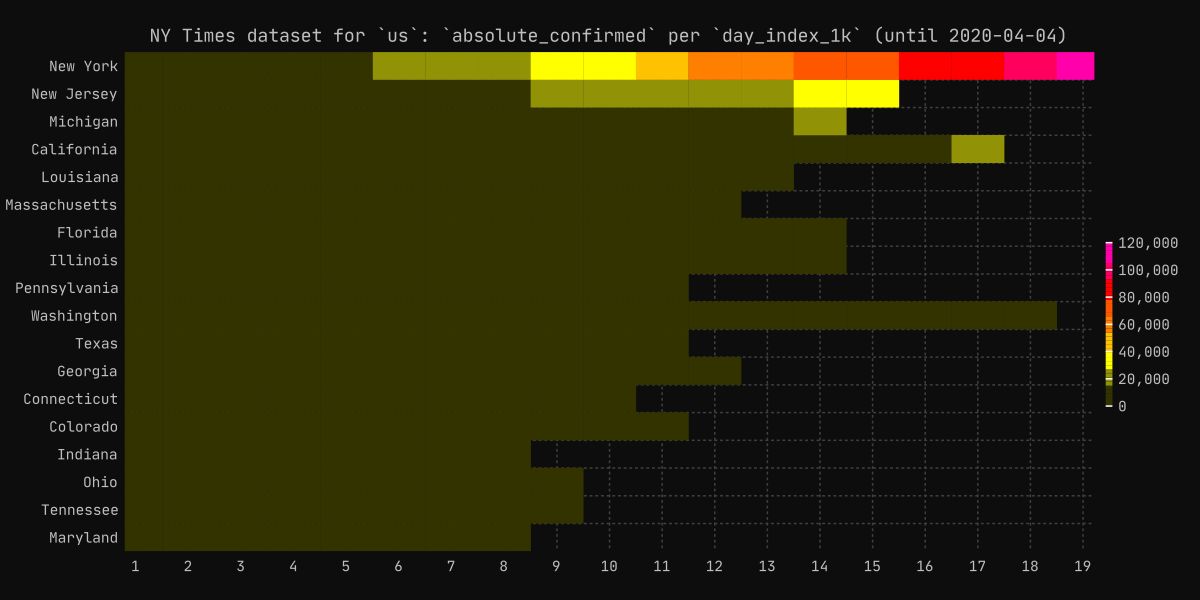 NY Times dataset for `us`: `absolute_confirmed` per `day_index_1k` (until 2020-04-04)
New York
New Jersey
Michigan
California
Louisiana
Massachusetts
Florida
Illinois
Pennsylvania
Washington
Texas
Georgia
Connecticut
Colorado
Indiana
Ohio
Tennessee
Maryland
1 2 3 4 5 6 7 8 9 10 11 12 13 14 15 16 17 18 19
120,000
100,000
80,000
60,000
40,000
20,000
0